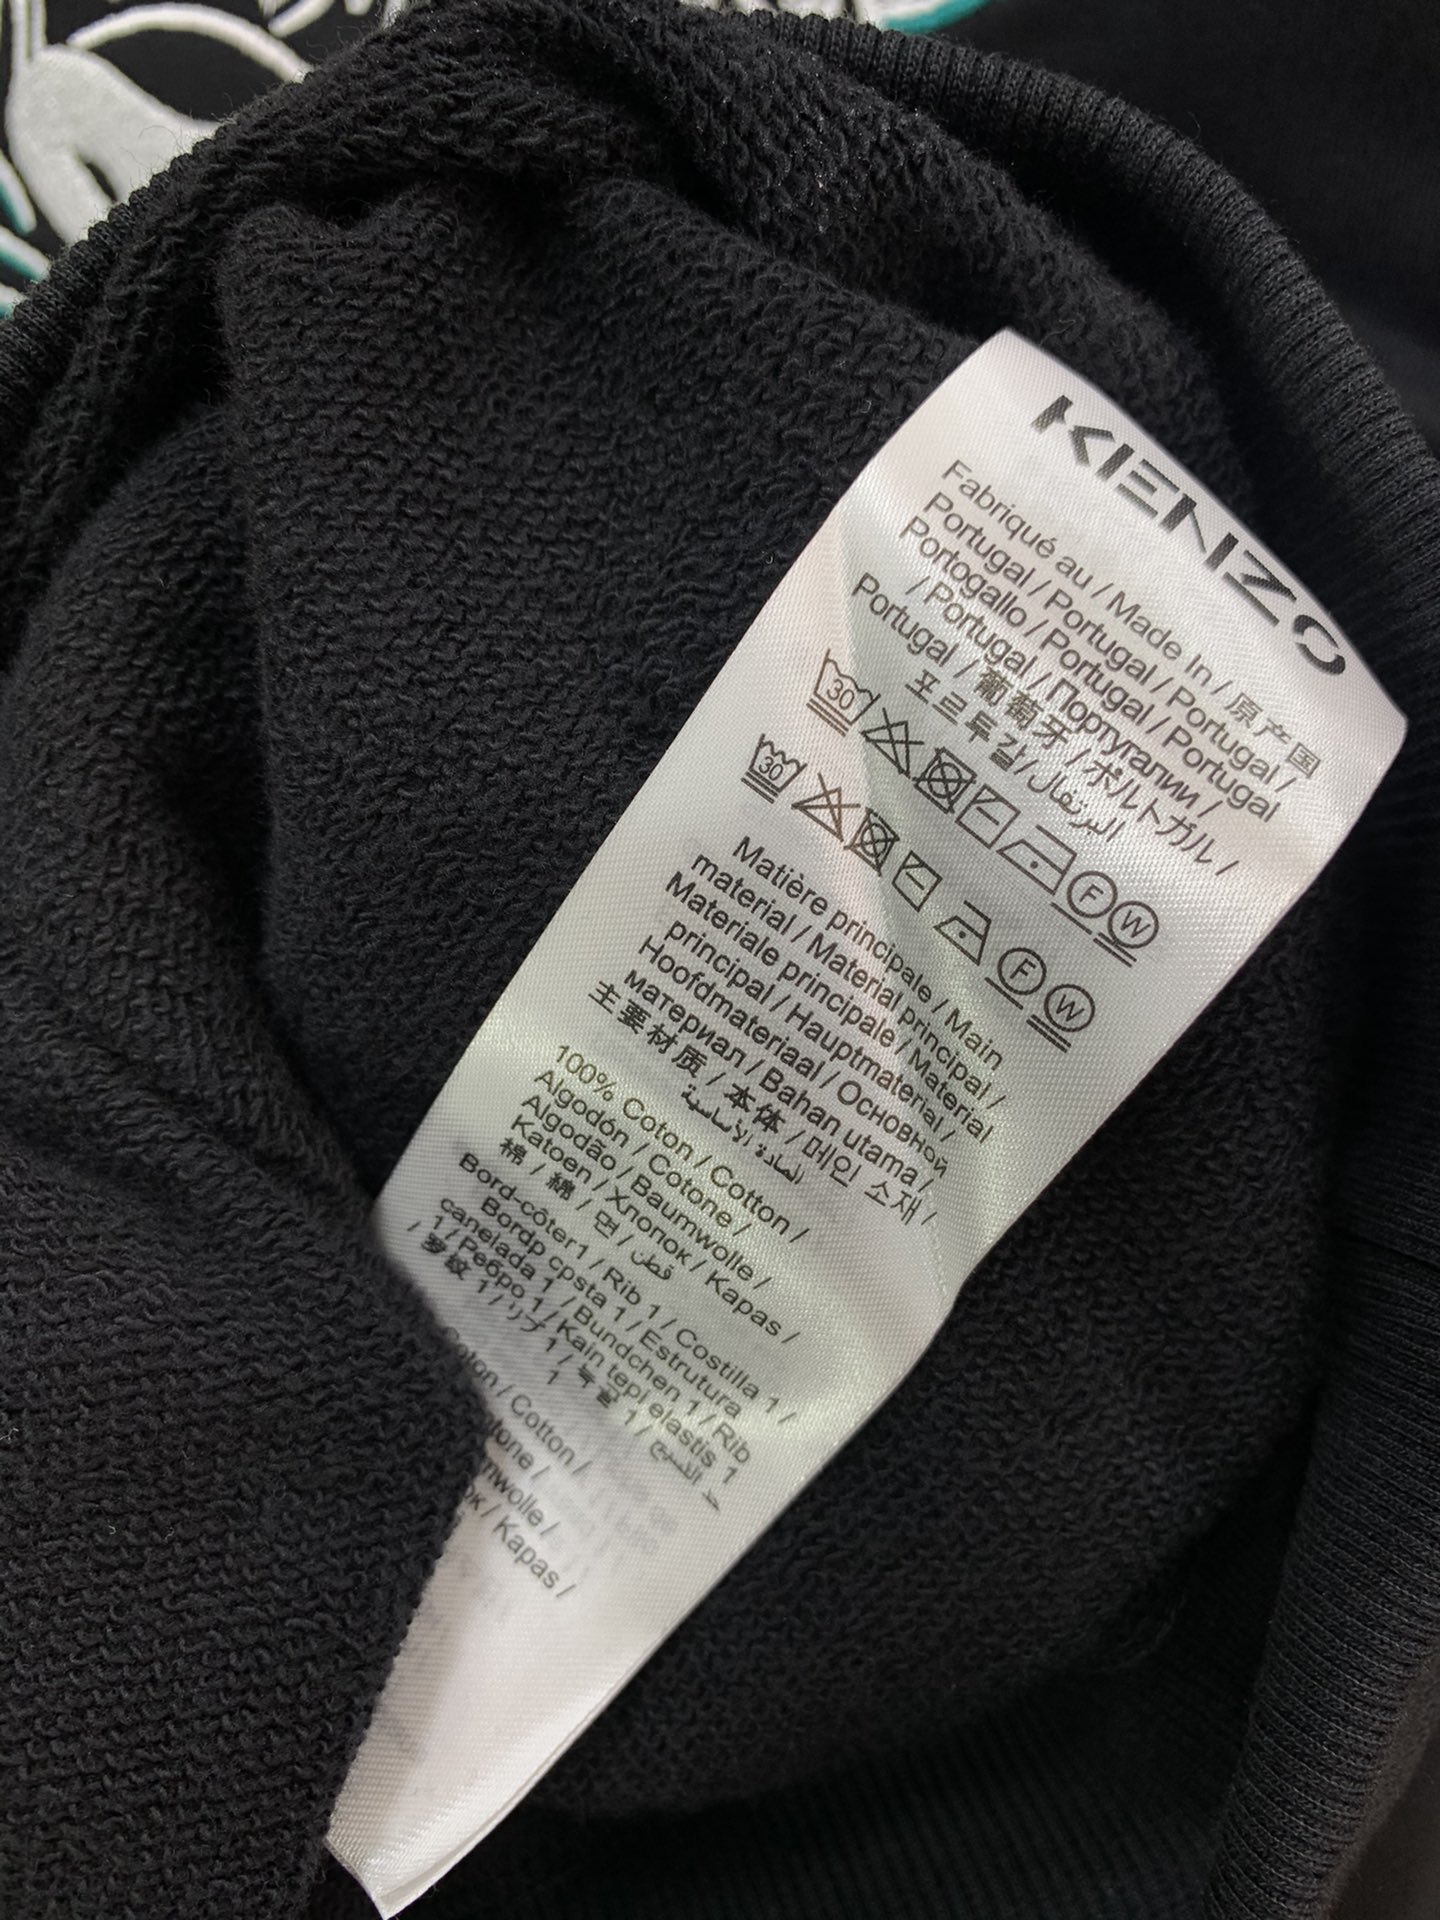 KENZO
Fabriqué au / Made In / 原产国
Portugal / Portugal / Portugal /
Portogallo / Portugal / Portugal
/ Portugal / Португалии /
Portugal / 葡萄牙 / ポルトガル /
포르투갈/ البرتغال
30 F W
30 F W
Matière principale / Main
material / Material principal /
Materiale principale / Material
principal / Hauptmaterial /
Hoofdmateriaal / Основной
материал / Bahan utama /
主要材质 / 本体 / 메인 소재 /
المادة الأساسية
100% Coton / Cotton /
Algodón / Cotone /
Algodão / Baumwolle /
Katoen / Хлопок / Kapas /
棉 / 綿 / 면 / قطن
Bord-côter1 / Rib 1 / Costilla 1 /
Bordp cpsta 1 / Estrutura
canelada 1 / Bundchen 1 / Rib
1 / Ребро 1 / Kain tepi elastis 1
/ 罗纹 1 / リブ 1 /
1
Cotton /
Kapas /